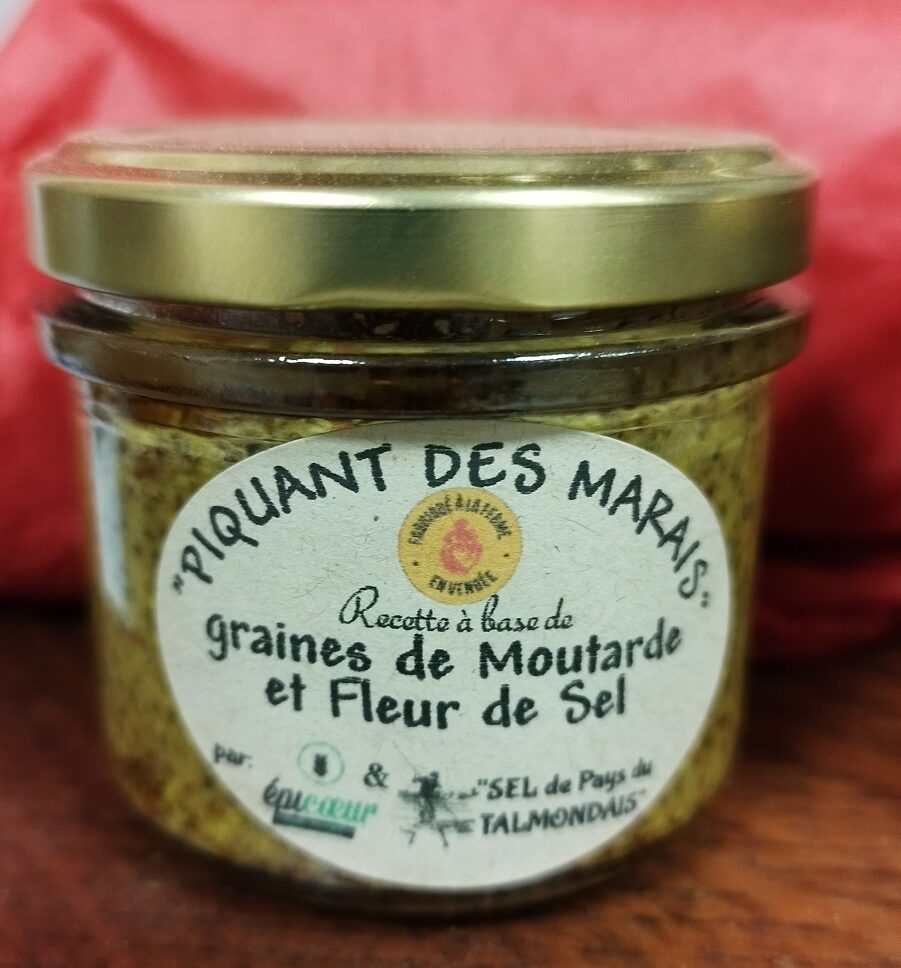 "PIQUANT DES MARAIS"
FABRIQUÉ À LA FERME
EN VENDÉE
Recette à base de
graines de Moutarde
et Fleur de Sel
par:
épicœur
&
"SEL de Pays du
TALMONDAIS"